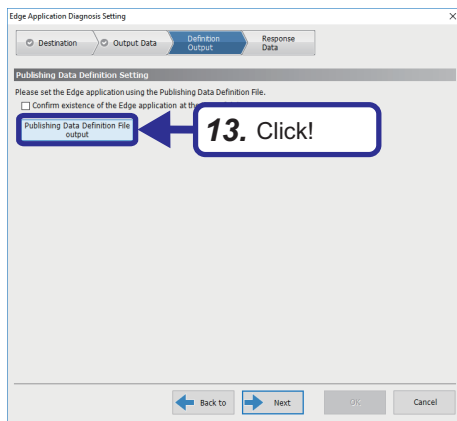 Edge Application Diagnosis Setting
Destination
Output Data
Definition
Output
Response
Data
Publishing Data Definition Setting
Please set the Edge application using the Publishing Data Definition File.
Confirm existence of the Edge application at the
Publishing Data Definition File
output
13. Click!
Back to
Next
OK
Cancel